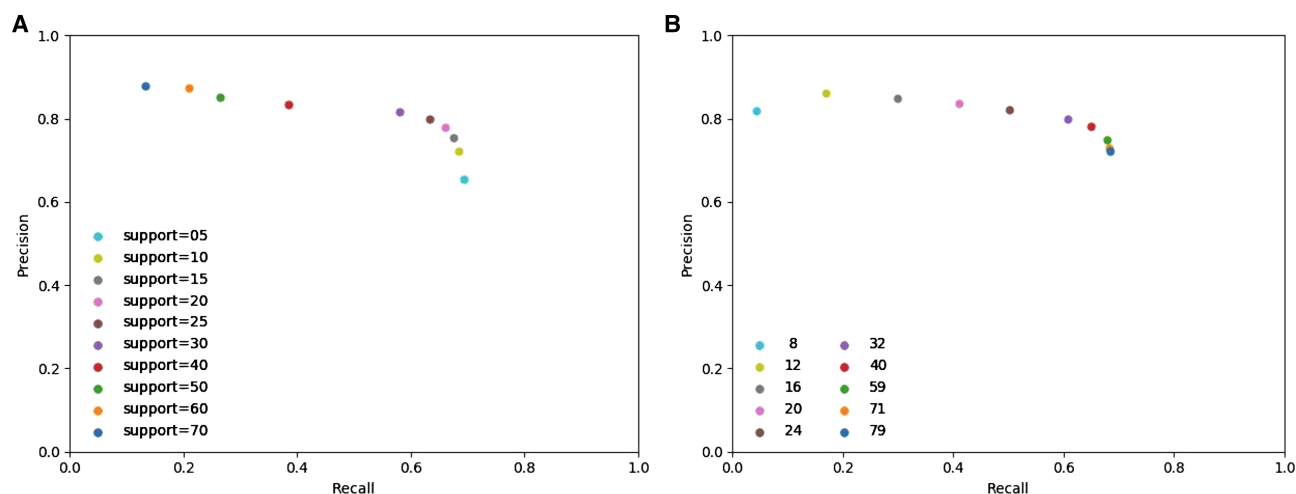 A
1.0
0.8
0.6
0.4
0.2
0.0
Precision
support=05
support=10
support=15
support=20
support=25
support=30
support=40
support=50
support=60
support=70
0.0 0.2 0.4 0.6 0.8 1.0
Recall
B
1.0
0.8
0.6
0.4
0.2
0.0
Precision
8 32
12 40
16 59
20 71
24 79
0.0 0.2 0.4 0.6 0.8 1.0
Recall